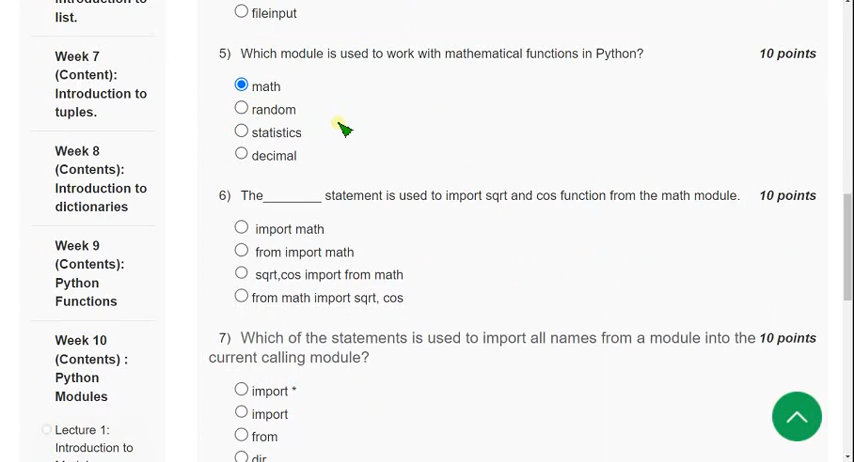 list.
Week 7
(Content):
Introduction to
tuples.
Week 8
(Contents):
Introduction to
dictionaries
Week 9
(Contents):
Python
Functions
Week 10
(Contents) :
Python
Modules
Lecture 1:
Introduction to
fileinput
5) Which module is used to work with mathematical functions in Python? 10 points
math
random
statistics
decimal
6) The________ statement is used to import sqrt and cos function from the math module. 10 points
import math
from import math
sqrt,cos import from math
from math import sqrt, cos
7) Which of the statements is used to import all names from a module into the 10 points
current calling module?
import *
import
from
dir